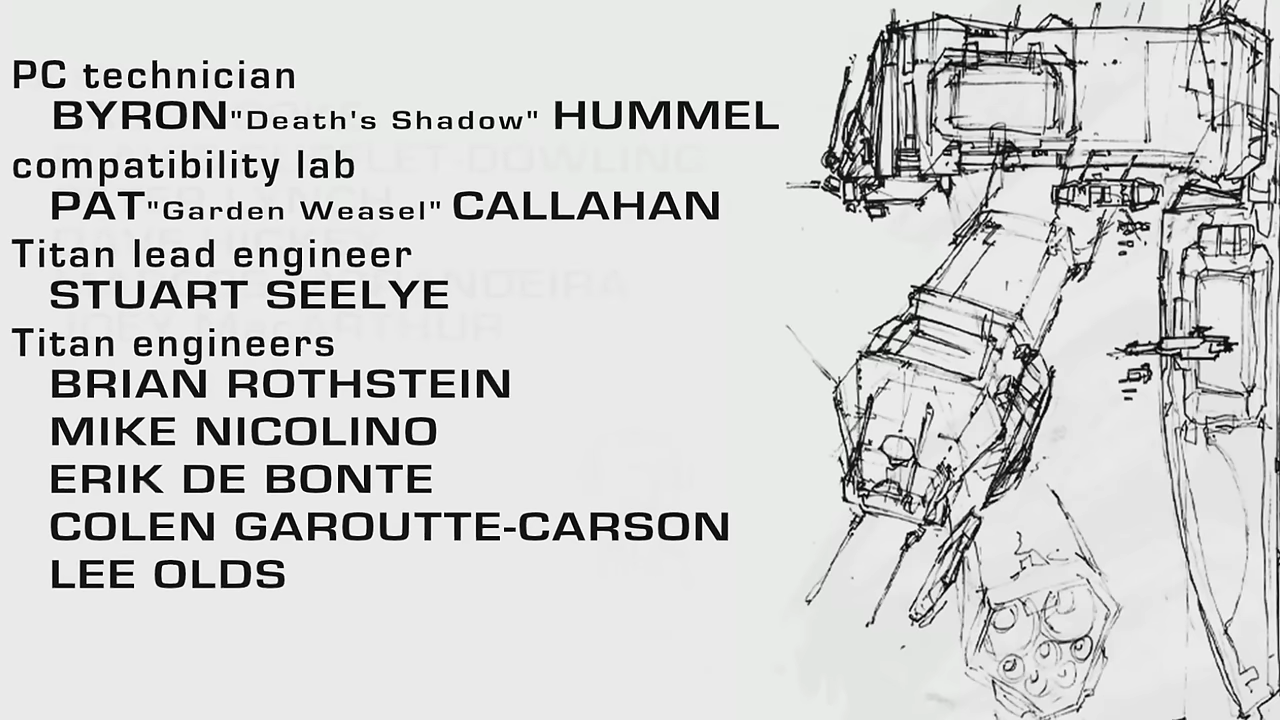 PC technician
BYRON "Death's Shadow" HUMMEL
compatibility lab
PAT "Garden Weasel" CALLAHAN
Titan lead engineer
STUART SEELYE
Titan engineers
BRIAN ROTHSTEIN
MIKE NICOLINO
ERIK DE BONTE
COLEN GAROUTTE-CARSON
LEE OLDS